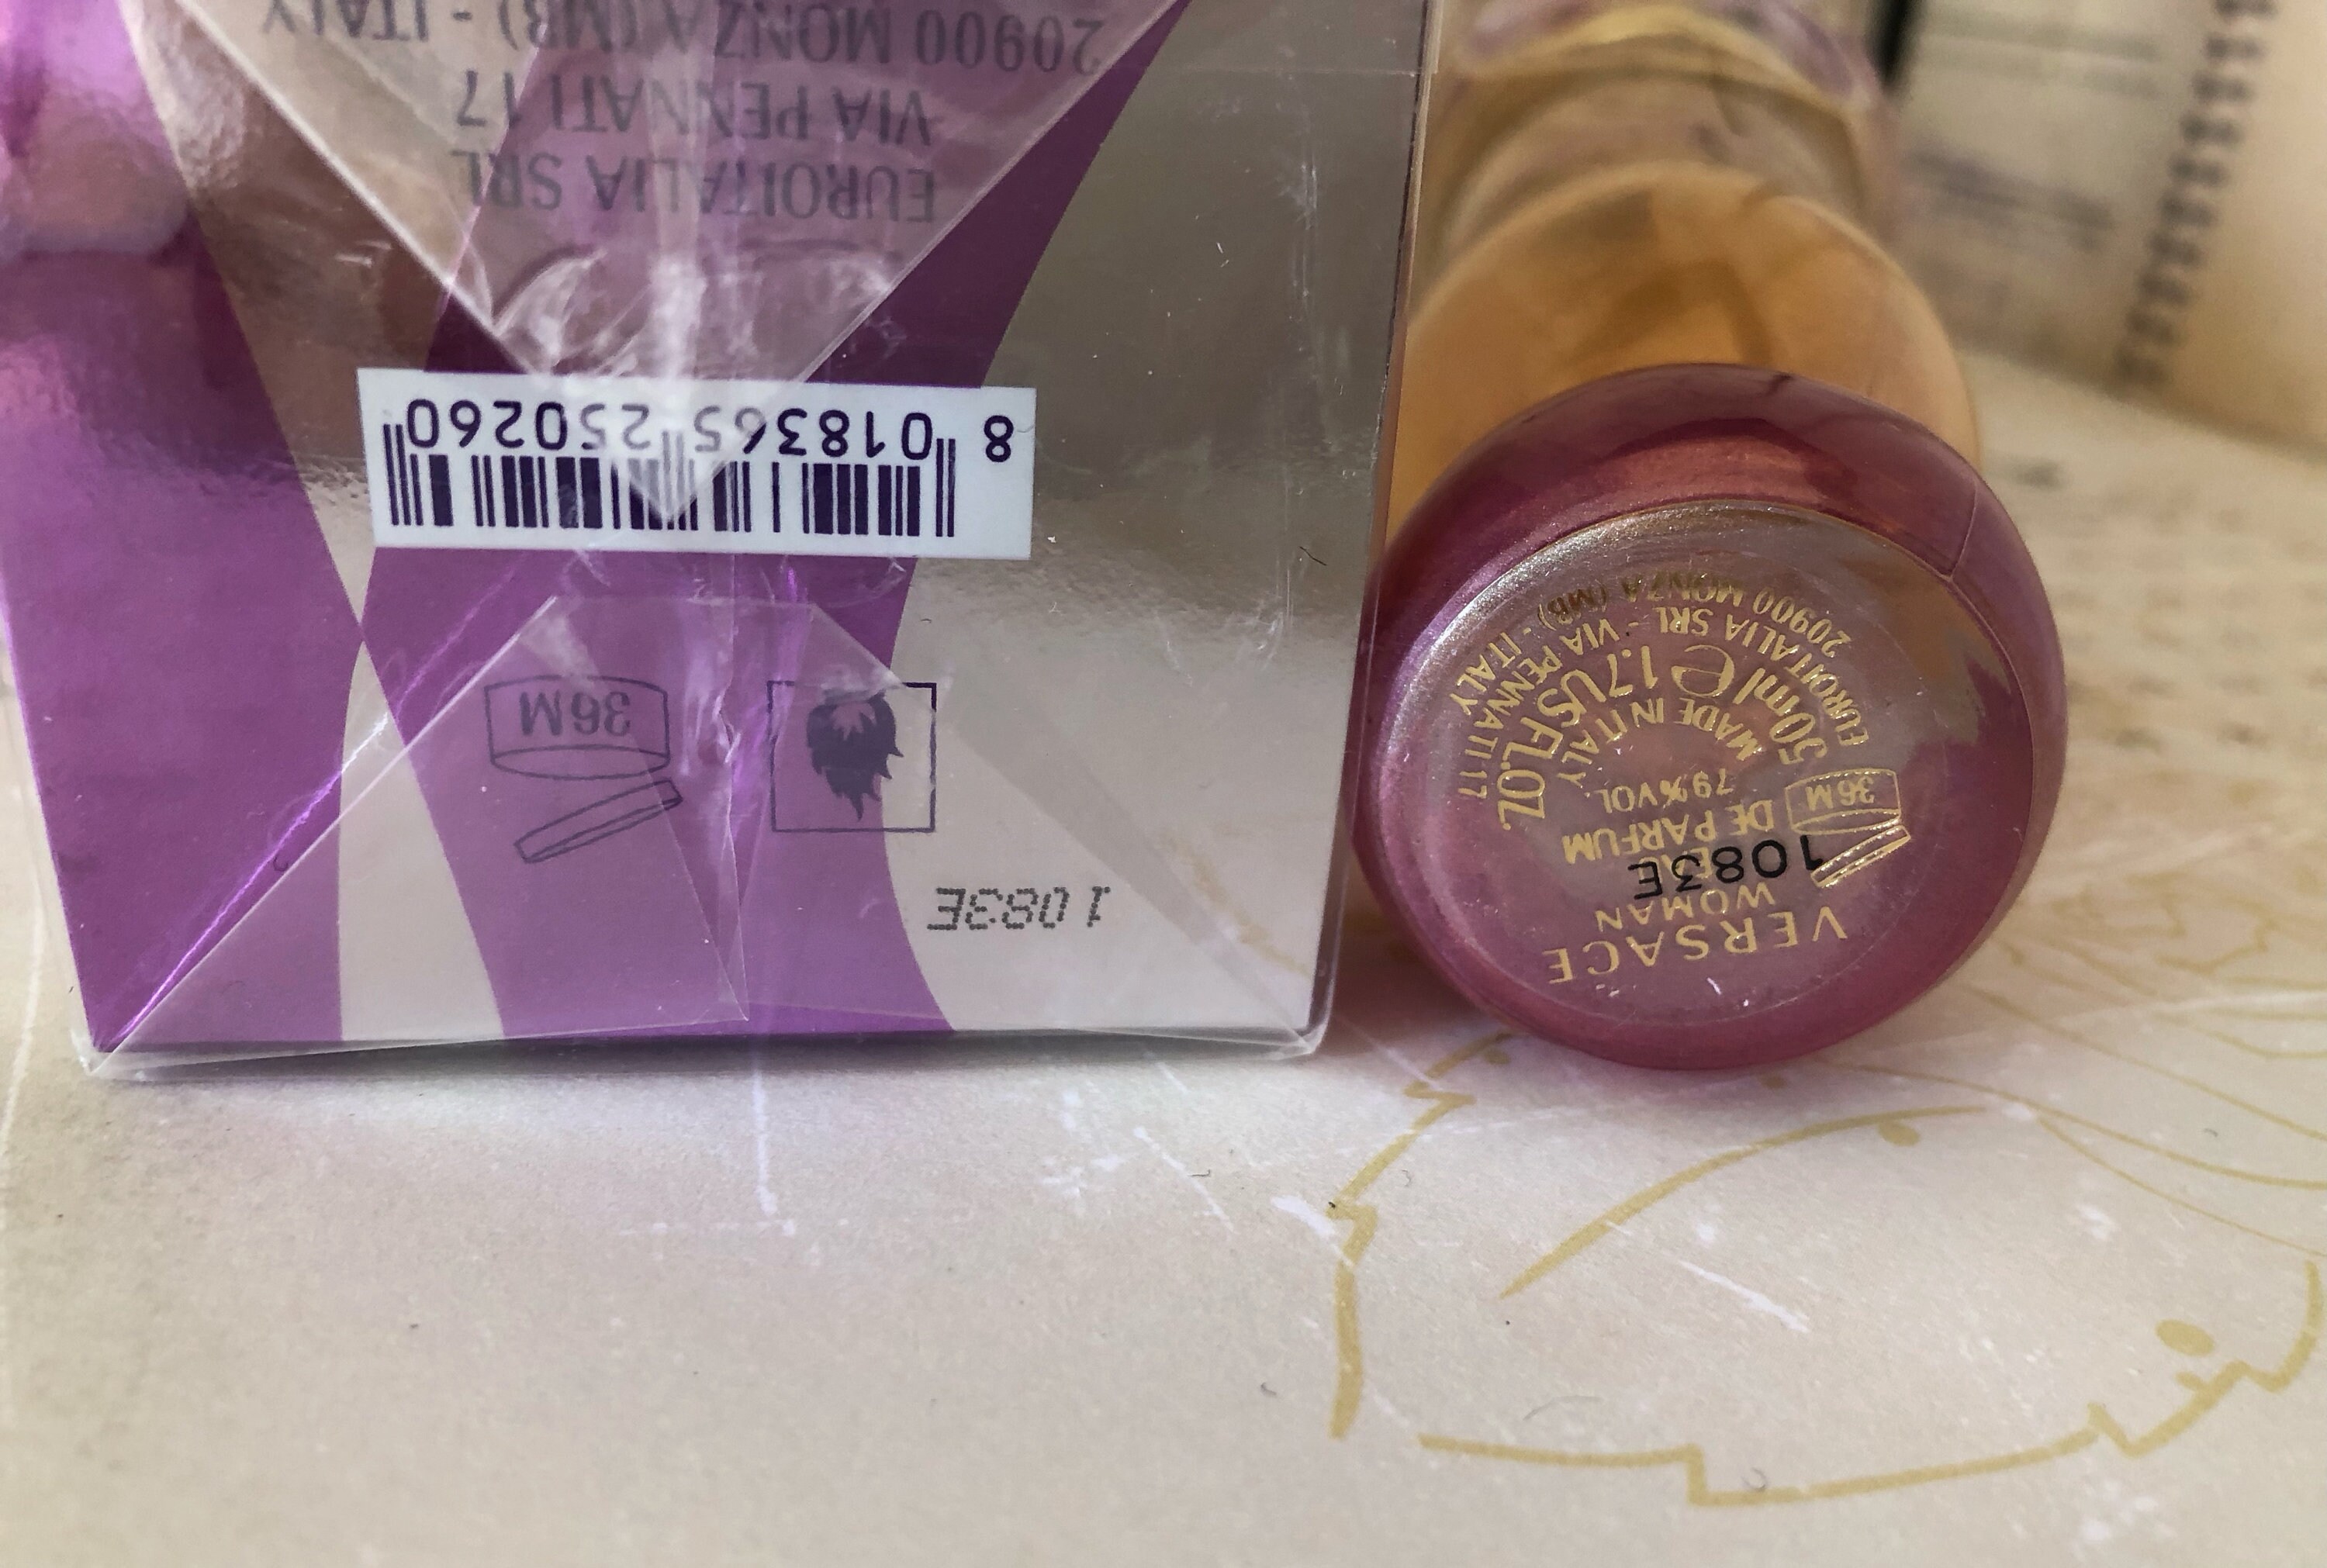 EUROITALIA SRL
VIA PENNATI 17
20900 MONZA (MB) - ITALY
8 018365 250260
36M
1083E
VERSACE
WOMAN
1083E
DE PARFUM
79%VOL.
36M
MADE IN ITALY
50ml e 1.7US FL.OZ.
EUROITALIA SRL - VIA PENNATI 17
20900 MONZA (MB) - ITALY